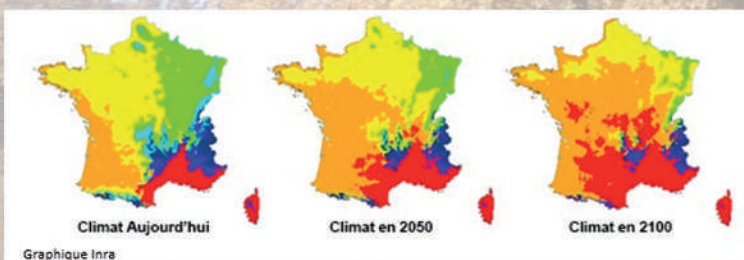 Climat Aujourd'hui
Climat en 2050
Climat en 2100
Graphique Inra